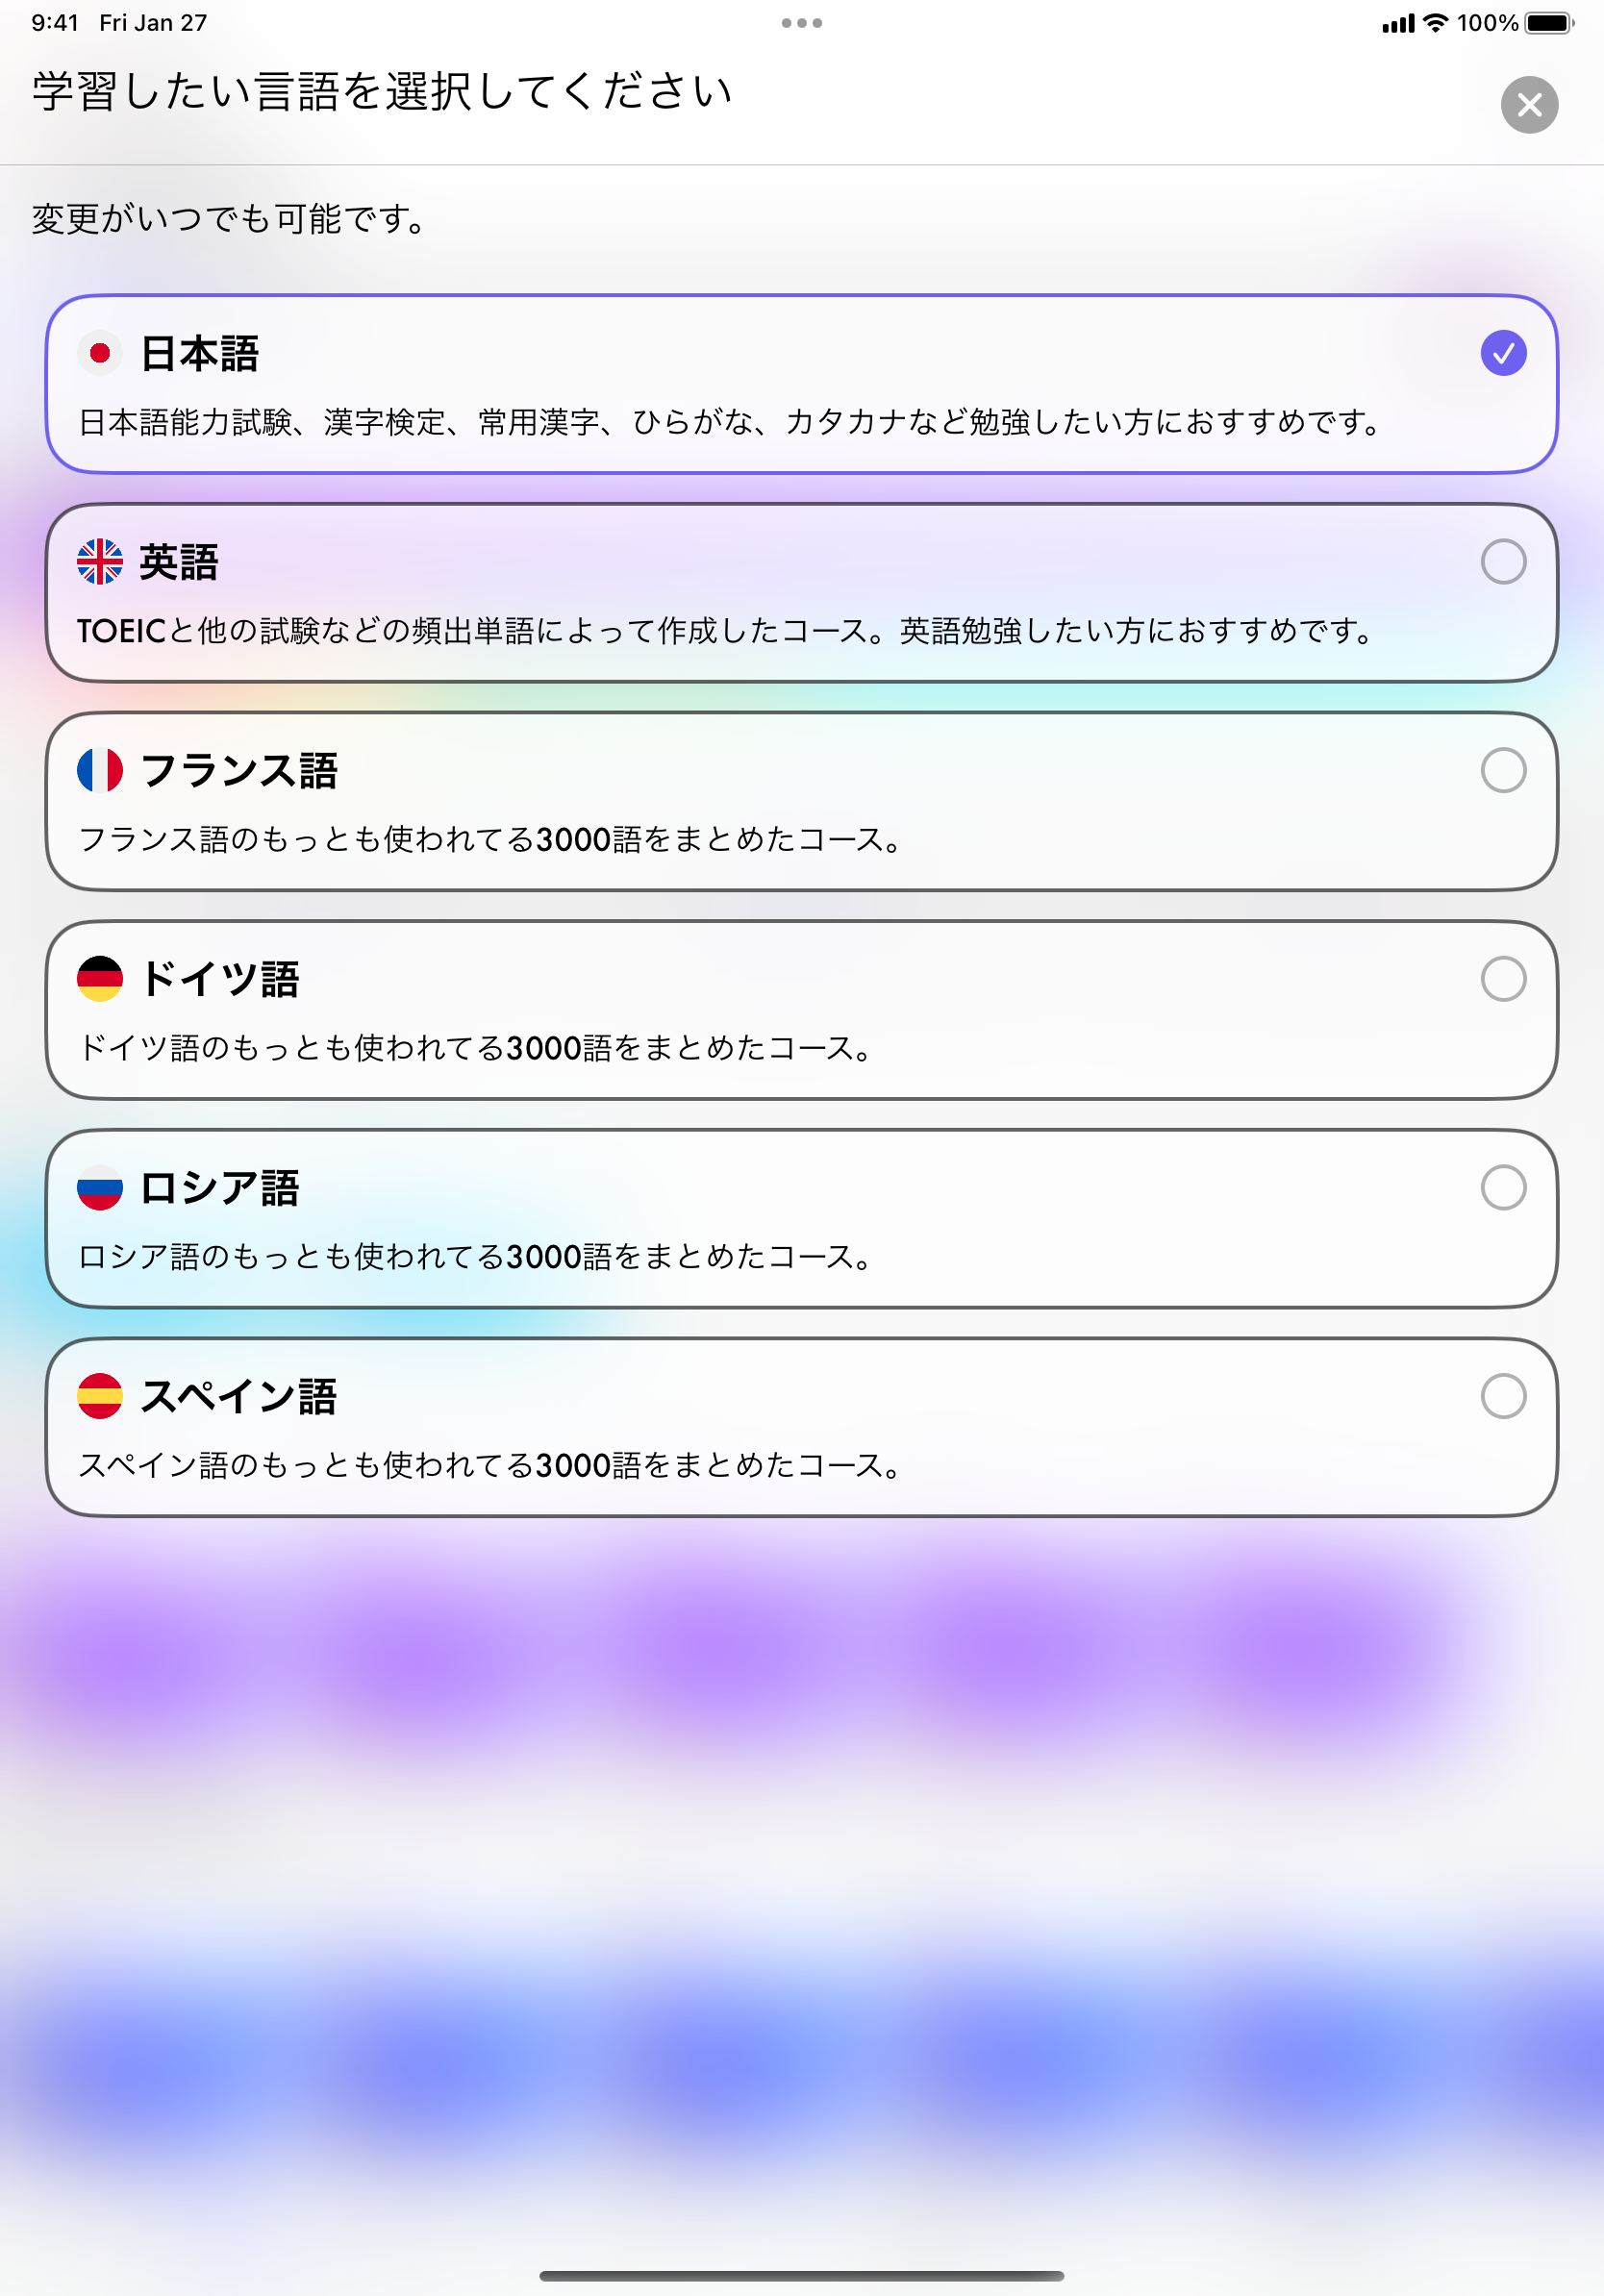 9:41 Fri Jan 27 100%
学習したい言語を選択してください
変更がいつでも可能です。
日本語
日本語能力試験、漢字検定、常用漢字、ひらがな、カタカナなど勉強したい方におすすめです。
英語
TOEICと他の試験などの頻出単語によって作成したコース。英語勉強したい方におすすめです。
フランス語
フランス語のもっとも使われてる3000語をまとめたコース。
ドイツ語
ドイツ語のもっとも使われてる3000語をまとめたコース。
ロシア語
ロシア語のもっとも使われてる3000語をまとめたコース。
スペイン語
スペイン語のもっとも使われてる3000語をまとめたコース。